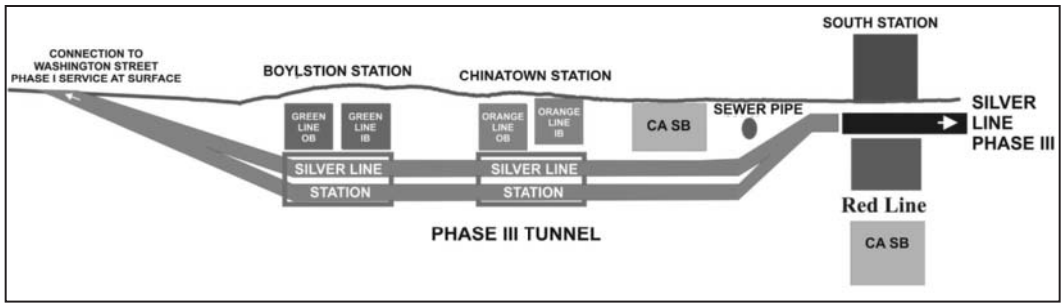 CONNECTION TO
WASHINGTON STREET
PHASE I SERVICE AT SURFACE
BOYLSTION STATION
CHINATOWN STATION
SOUTH STATION
GREEN
LINE
OB
GREEN
LINE
IB
ORANGE
LINE
OB
ORANGE
LINE
IB
CA SB
SEWER PIPE
SILVER
LINE
PHASE III
SILVER LINE
STATION
SILVER LINE
STATION
Red Line
CA SB
PHASE III TUNNEL